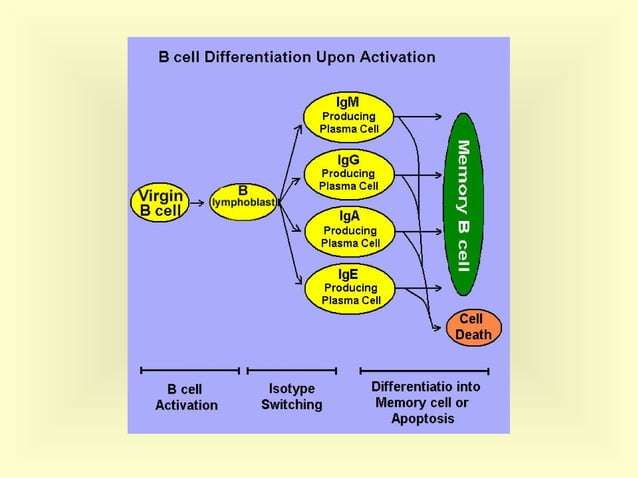 B cell Differentiation Upon Activation
Virgin
B cell
B
lymphoblast
IgM
Producing
Plasma Cell
IgG
Producing
Plasma Cell
IgA
Producing
Plasma Cell
IgE
Producing
Plasma Cell
Memory B cell
Cell
Death
B cell
Activation
Isotype
Switching
Differentiatio into
Memory cell or
Apoptosis